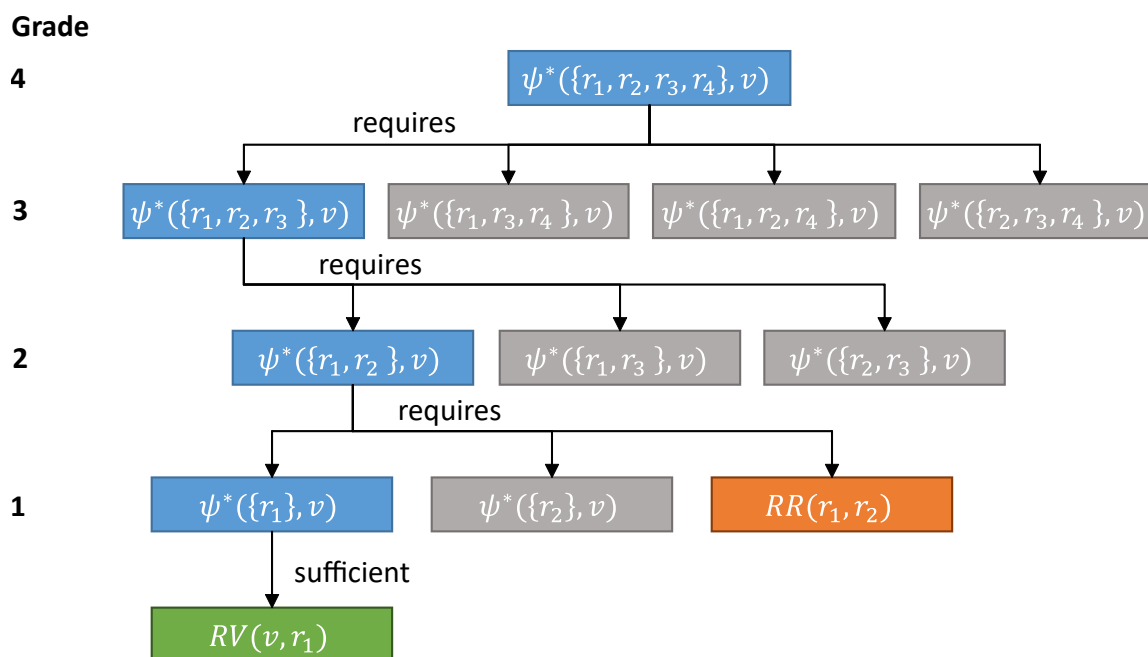 Grade
4
ψ*({r₁, r₂, r₃, r₄}, v)
requires
3
ψ*({r₁, r₂, r₃ }, v)
ψ*({r₁, r₃, r₄}, v)
ψ*({r₁, r₂, r₄}, v)
ψ*({r₂, r₃, r₄}, v)
requires
2
ψ*({r₁, r₂ }, v)
ψ*({r₁, r₃ }, v)
ψ*({r₂, r₃ }, v)
requires
1
ψ*({r₁}, v)
ψ*({r₂}, v)
RR(r₁, r₂)
sufficient
RV(v, r₁)